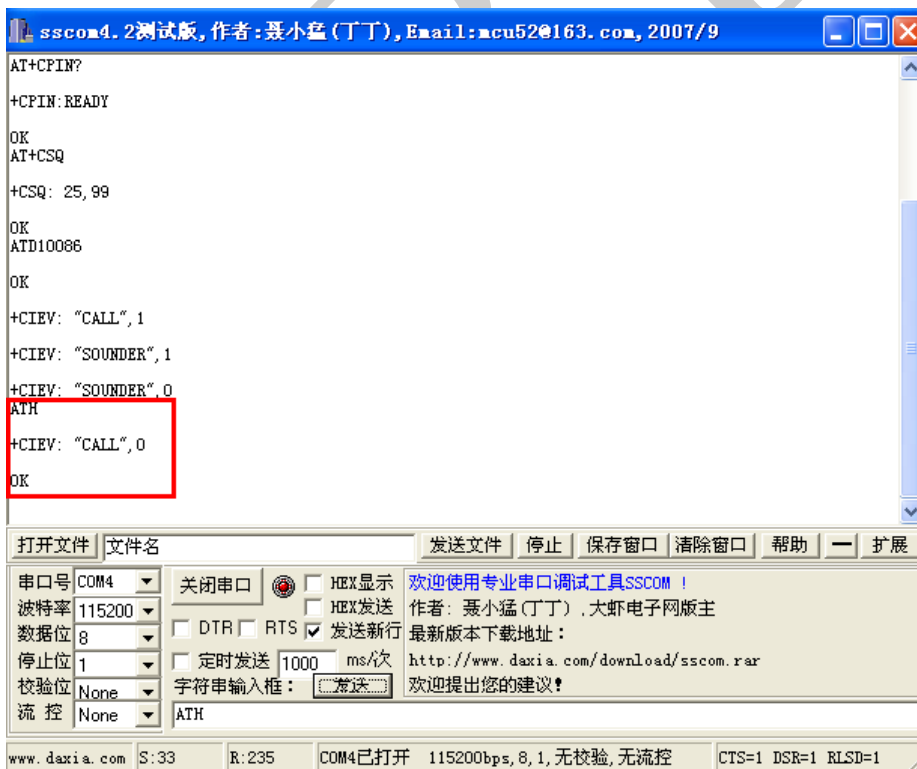 sscom4.2测试版,作者:聂小猛(丁丁),Email:mcu52@163.com,2007/9
AT+CPIN?
+CPIN:READY
OK
AT+CSQ
+CSQ: 25,99
OK
ATD10086
OK
+CIEV: "CALL",1
+CIEV: "SOUNDER",1
+CIEV: "SOUNDER",0
ATH
+CIEV: "CALL",0
OK
打开文件 文件名 发送文件 停止 保存窗口 清除窗口 帮助 — 扩展
串口号 COM4 关闭串口 HEX显示 欢迎使用专业串口调试工具SSCOM !
波特率 115200 HEX发送 作者: 聂小猛(丁丁) ,大虾电子网版主
数据位 8 DTR RTS 发送新行 最新版本下载地址:
停止位 1 定时发送 1000 ms/次 http://www.daxia.com/download/sscom.rar
校验位 None 字符串输入框: 发送 欢迎提出您的建议!
流 控 None ATH
www.daxia.com S:33 R:235 COM4已打开 115200bps,8,1,无校验,无流控 CTS=1 DSR=1 RLSD=1